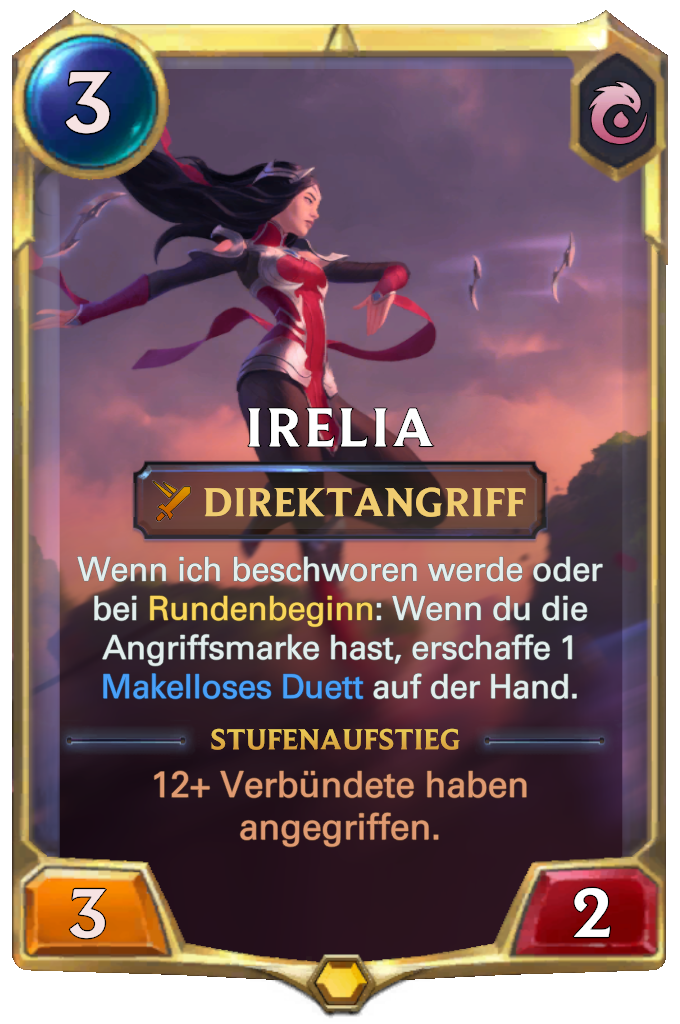 3
IRELIA
DIREKTANGRIFF
Wenn ich beschworen werde oder
bei Rundenbeginn: Wenn du die
Angriffsmarke hast, erschaffe 1
Makelloses Duett auf der Hand.
STUFENAUFSTIEG
12+ Verbündete haben
angegriffen.
3
2